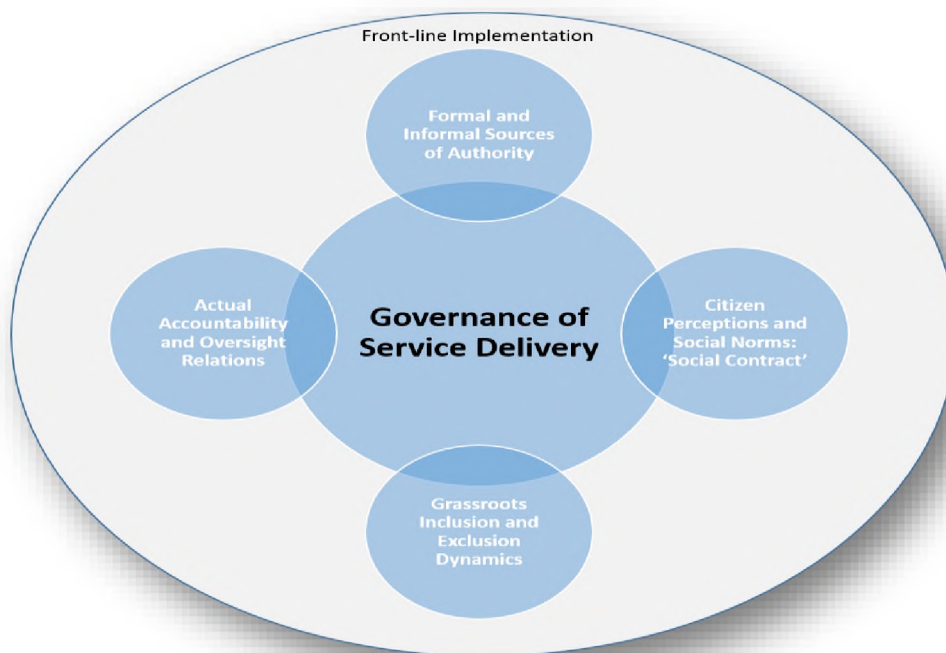 Front-line Implementation
Formal and
Informal Sources
of Authority
Actual
Accountability
and Oversight
Relations
Governance of
Service Delivery
Citizen
Perceptions and
Social Norms:
‘Social Contract’
Grassroots
Inclusion and
Exclusion
Dynamics